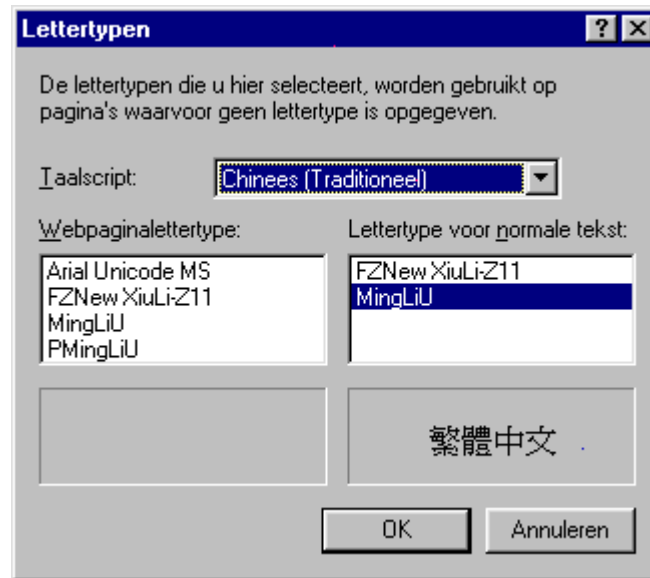 Lettertypen
De lettertypen die u hier selecteert, worden gebruikt op
pagina's waarvoor geen lettertype is opgegeven.
Taalscript: Chinees (Traditioneel)
Webpaginalettertype:
Arial Unicode MS
FZNew XiuLi-Z11
MingLiU
PMingLiU
Lettertype voor normale tekst:
FZNew XiuLi-Z11
MingLiU
繁體中文
OK Annuleren